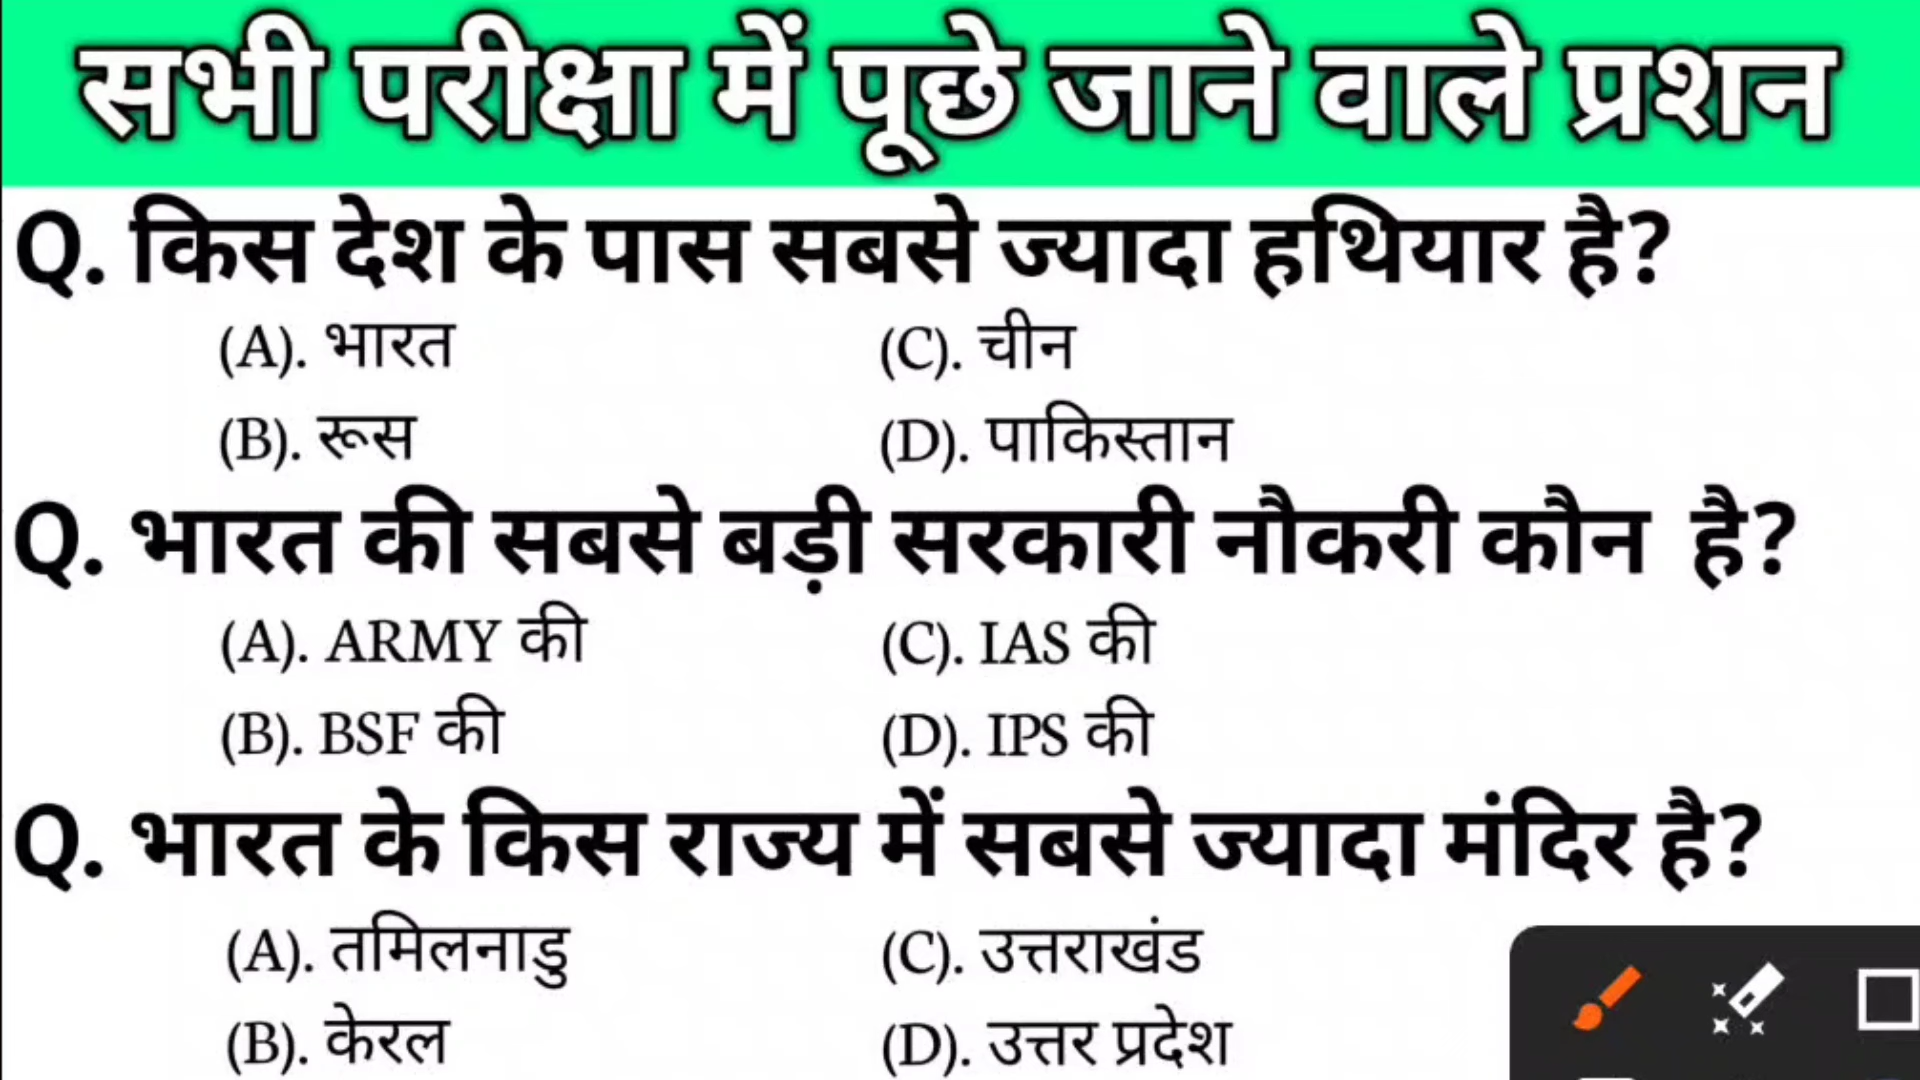 सभी परीक्षा में पूछे जाने वाले प्रशन
Q. किस देश के पास सबसे ज्यादा हथियार है?
(A). भारत (C). चीन
(B). रूस (D). पाकिस्तान
Q. भारत की सबसे बड़ी सरकारी नौकरी कौन है?
(A). ARMY की (C). IAS की
(B). BSF की (D). IPS की
Q. भारत के किस राज्य में सबसे ज्यादा मंदिर है?
(A). तमिलनाडु (C). उत्तराखंड
(B). केरल (D). उत्तर प्रदेश